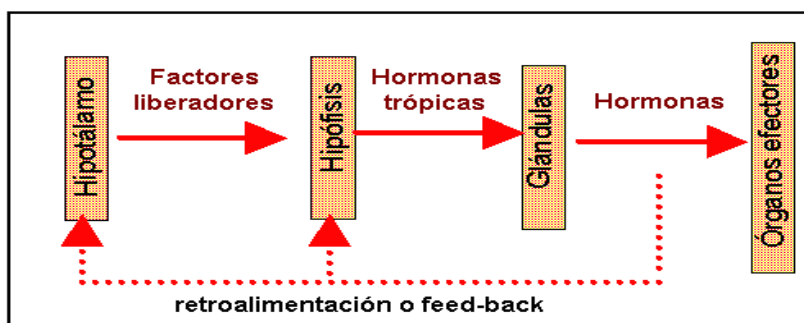 Hipotálamo
Factores
liberadores
Hipófisis
Hormonas
trópicas
Glándulas
Hormonas
Órganos efectores
retroalimentación o feed-back